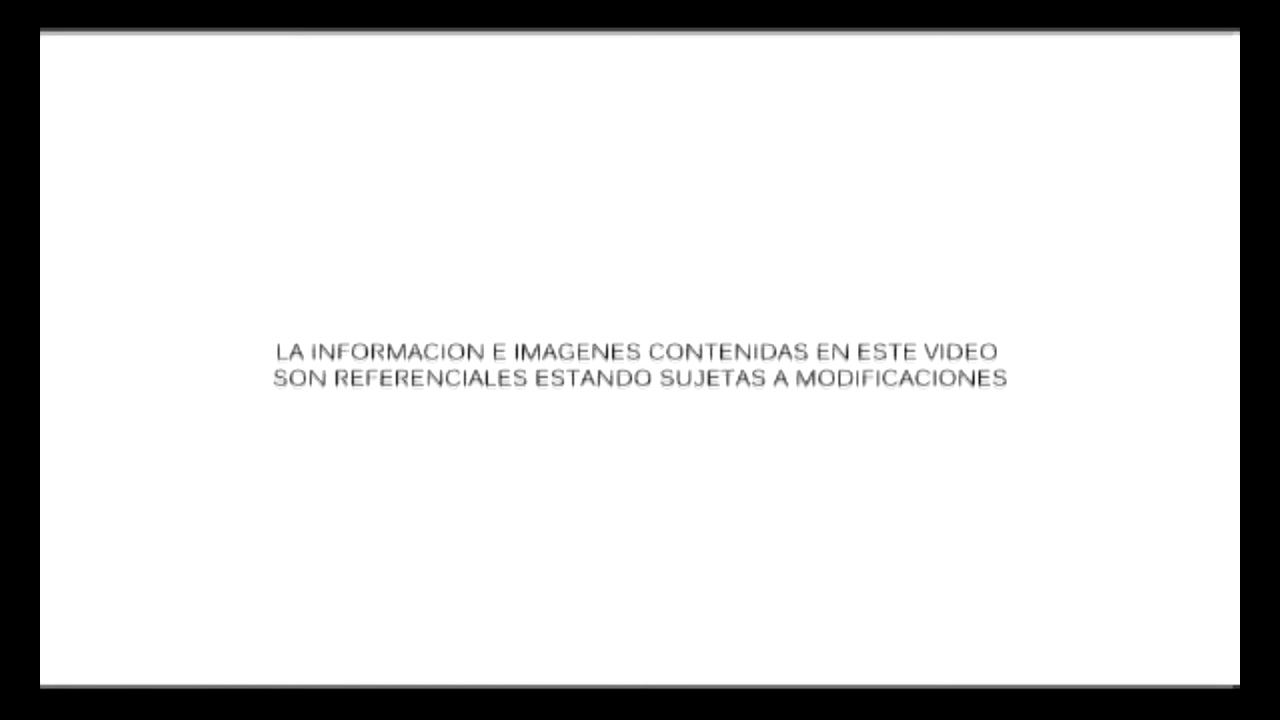 LA INFORMACION E IMAGENES CONTENIDAS EN ESTE VIDEO
SON REFERENCIALES ESTANDO SUJETAS A MODIFICACIONES